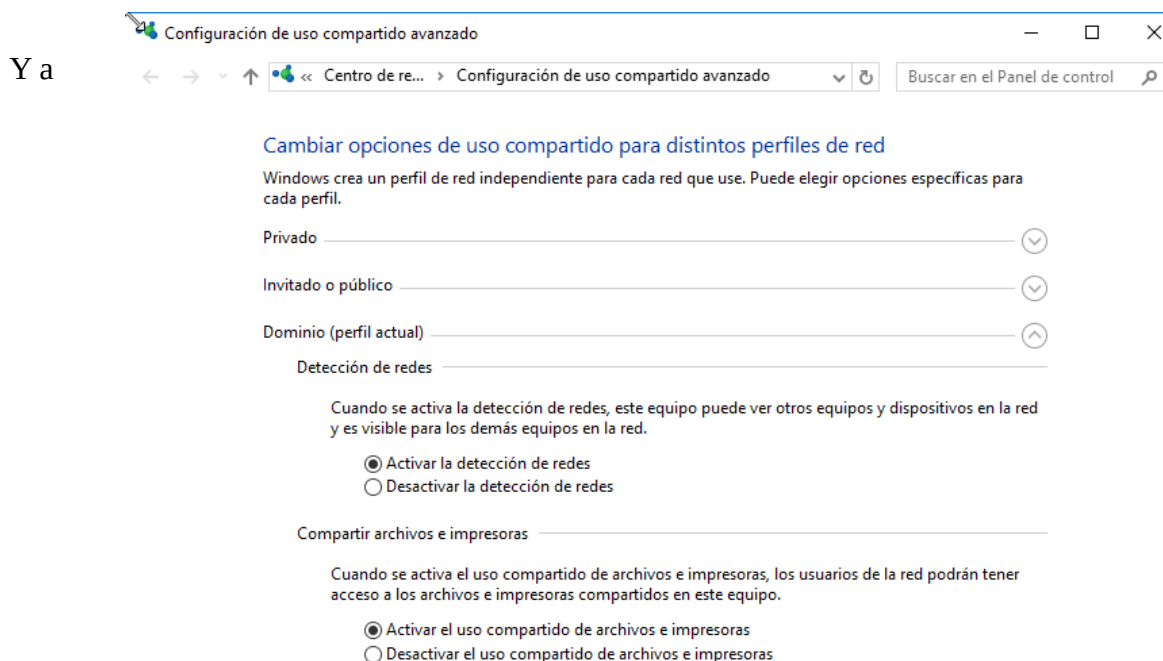 Configuración de uso compartido avanzado
Y a
« Centro de re... › Configuración de uso compartido avanzado
Buscar en el Panel de control
Cambiar opciones de uso compartido para distintos perfiles de red
Windows crea un perfil de red independiente para cada red que use. Puede elegir opciones específicas para
cada perfil.
Privado
Invitado o público
Dominio (perfil actual)
Detección de redes
Cuando se activa la detección de redes, este equipo puede ver otros equipos y dispositivos en la red
y es visible para los demás equipos en la red.
Activar la detección de redes
Desactivar la detección de redes
Compartir archivos e impresoras
Cuando se activa el uso compartido de archivos e impresoras, los usuarios de la red podrán tener
acceso a los archivos e impresoras compartidos en este equipo.
Activar el uso compartido de archivos e impresoras
Desactivar el uso compartido de archivos e impresoras